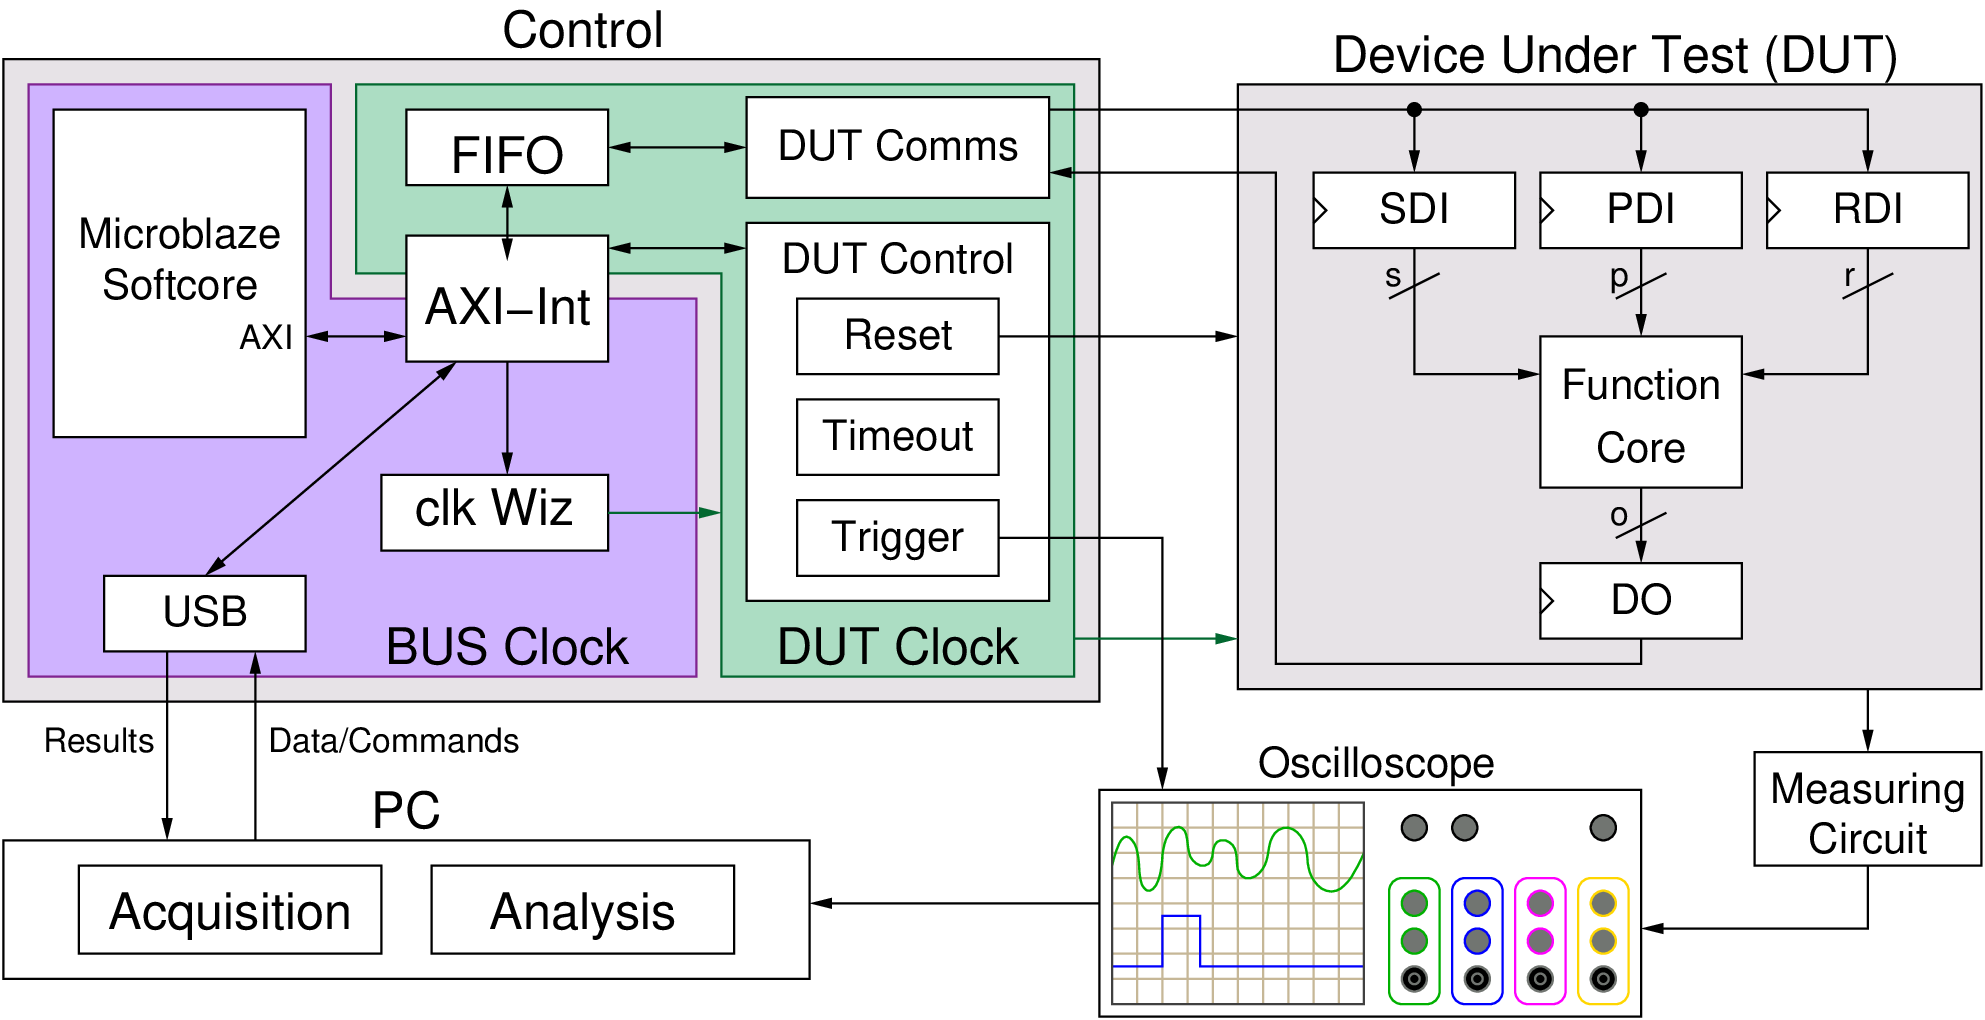 Control
Device Under Test (DUT)
FIFO
DUT Comms
Microblaze
Softcore
AXI
AXI–Int
DUT Control
Reset
Timeout
Trigger
clk Wiz
USB
BUS Clock
DUT Clock
SDI
PDI
RDI
s
p
r
Function
Core
o
DO
Results
Data/Commands
PC
Acquisition
Analysis
Oscilloscope
Measuring
Circuit